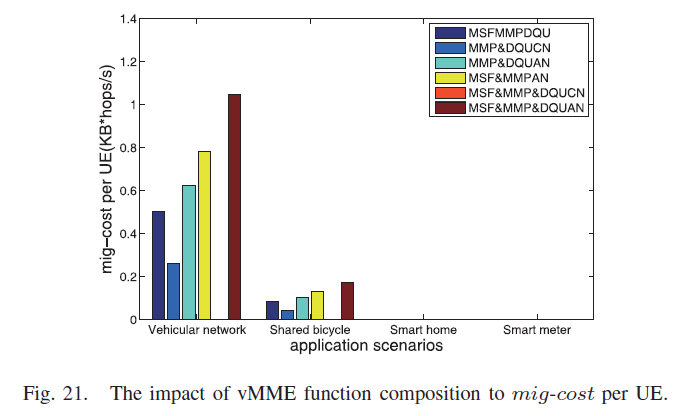 1.4
1.2
1
0.8
0.6
0.4
0.2
0
mig−cost per UE(KB*hops/s)
MSFMMPDQU
MMP&DQUCN
MMP&DQUAN
MSF&MMPAN
MSF&MMP&DQUCN
MSF&MMP&DQUAN
Vehicular network Shared bicycle Smart home Smart meter
application scenarios
Fig. 21. The impact of vMME function composition to mig-cost per UE.